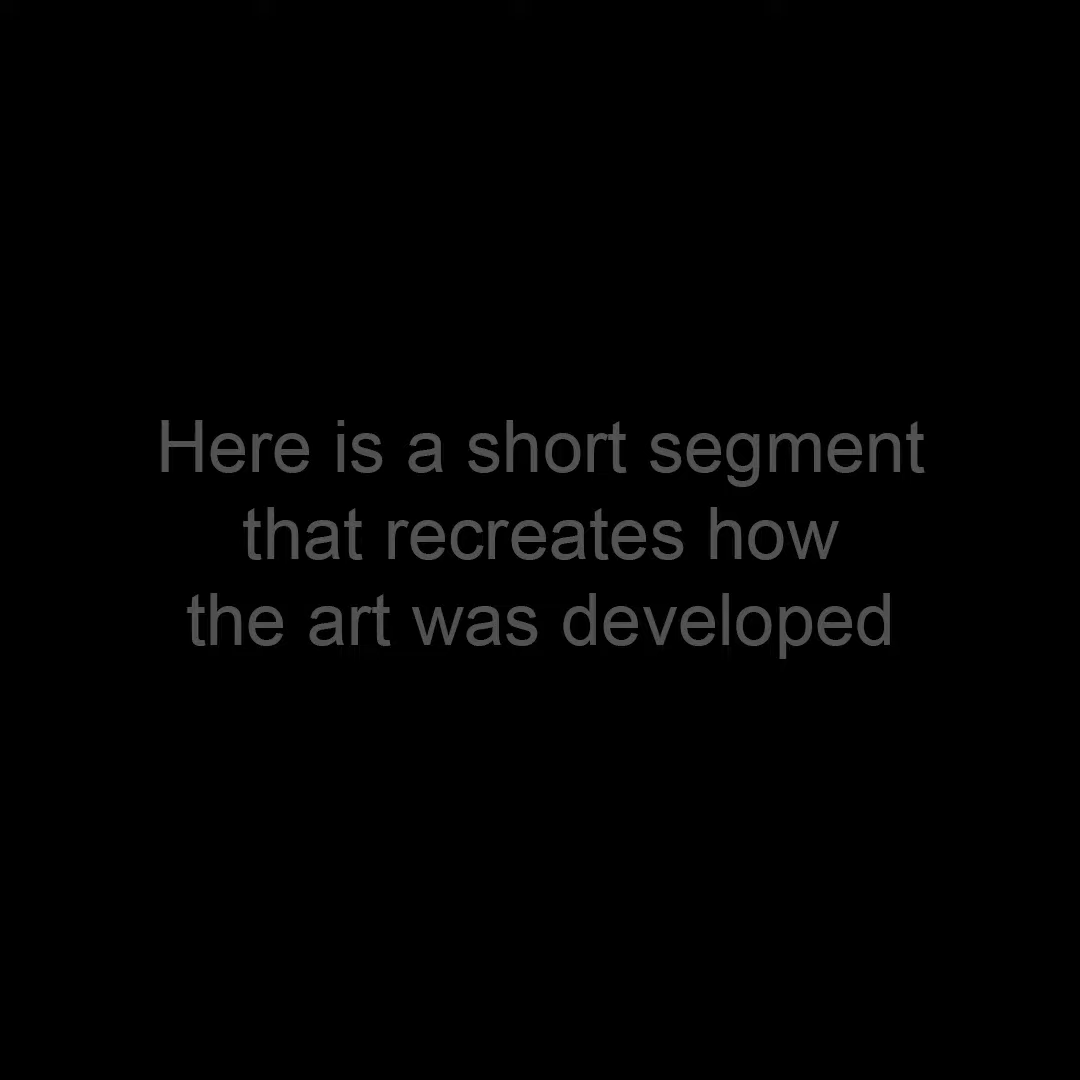 Here is a short segment
that recreates how
the art was developed